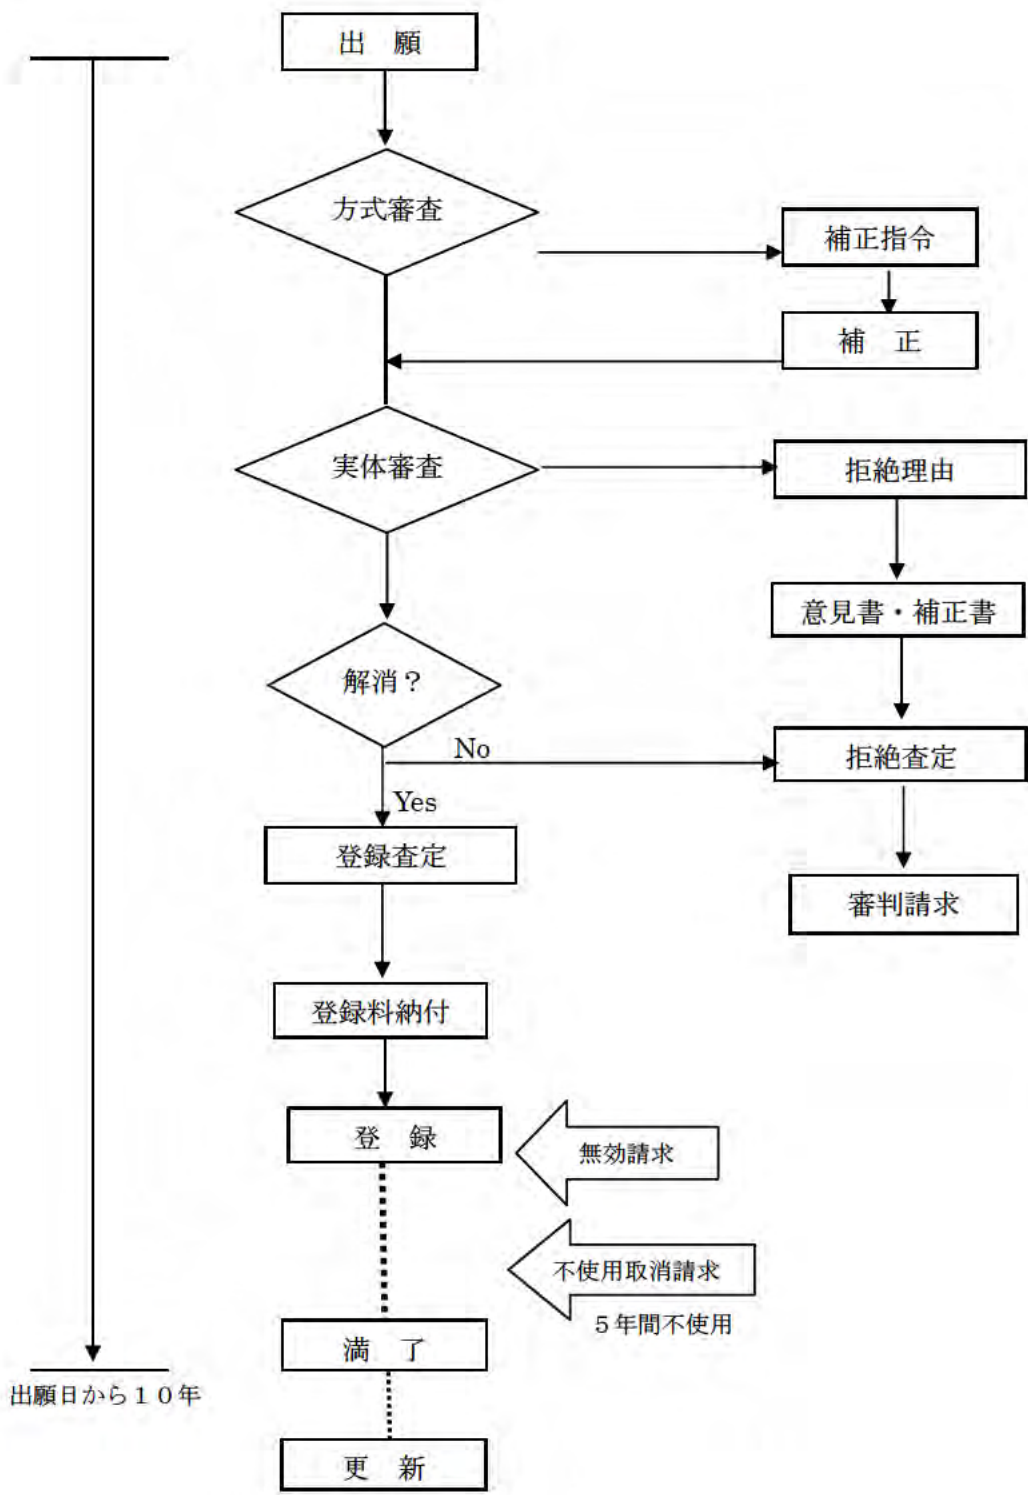 出　願
方式審査
補正指令
補　正
実体審査
拒絶理由
意見書・補正書
解消？
No
拒絶査定
Yes
登録査定
審判請求
登録料納付
登　録
無効請求
不使用取消請求
５年間不使用
満　了
出願日から１０年
更　新